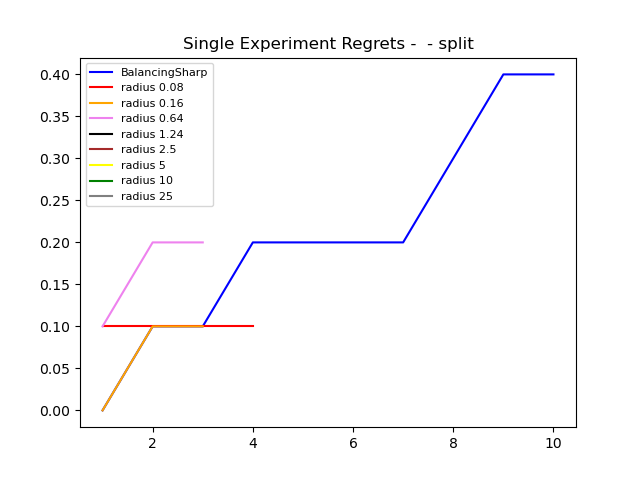 Single Experiment Regrets -  - split
0.40
0.35
0.30
0.25
0.20
0.15
0.10
0.05
0.00
BalancingSharp
radius 0.08
radius 0.16
radius 0.64
radius 1.24
radius 2.5
radius 5
radius 10
radius 25
2 4 6 8 10